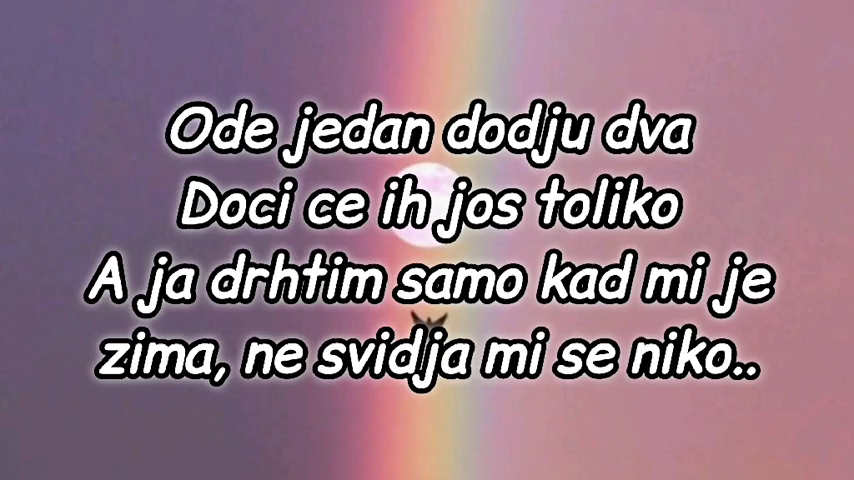 Ode jedan dodju dva
Doci ce ih jos toliko
A ja drhtim samo kad mi je
zima, ne svidja mi se niko..